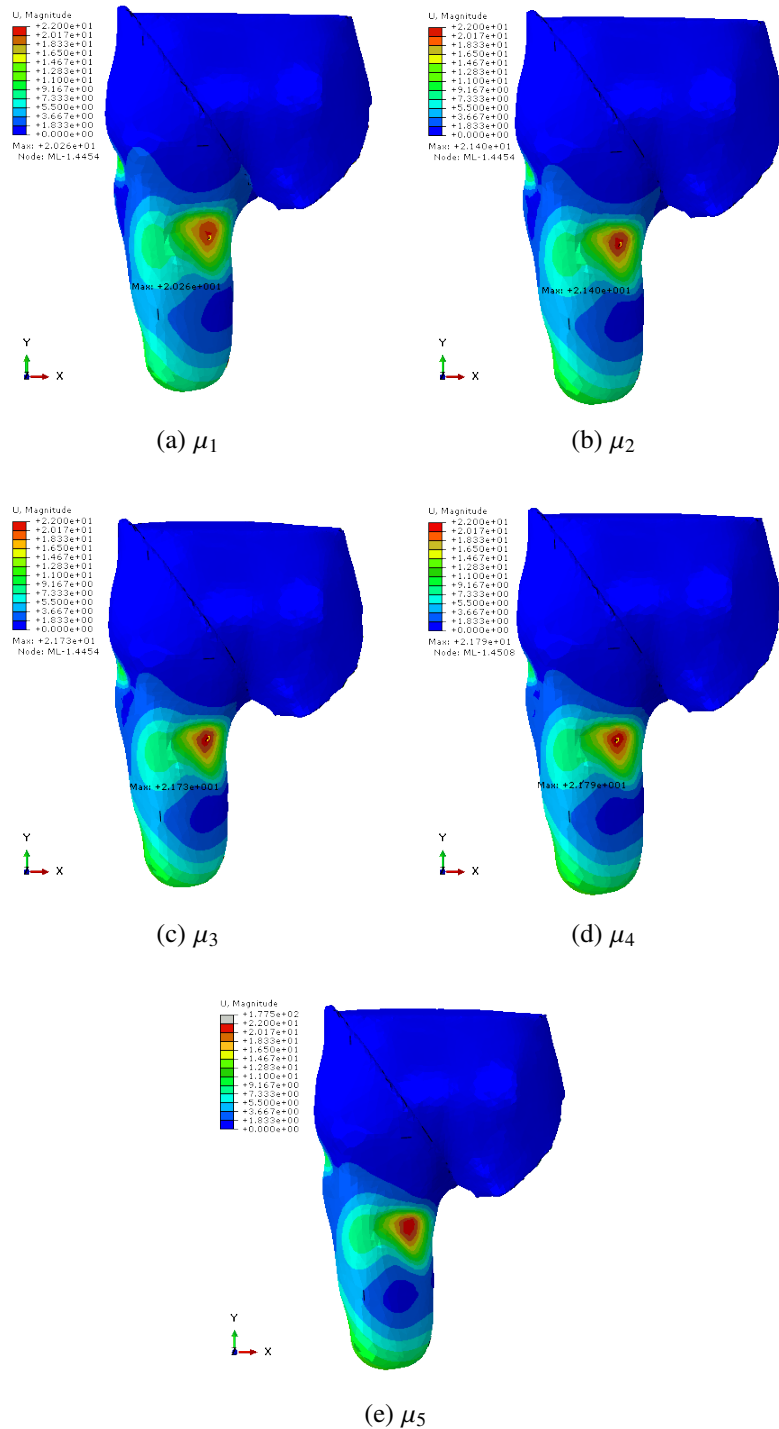 U, Magnitude
+2.200e+01
+2.017e+01
+1.833e+01
+1.650e+01
+1.467e+01
+1.283e+01
+1.100e+01
+9.167e+00
+7.333e+00
+5.500e+00
+3.667e+00
+1.833e+00
+0.000e+00
Max: +2.026e+01
Node: ML-1.4454
Max: +2.026e+001
Y
Z
X
(a) μ1
U, Magnitude
+2.200e+01
+2.017e+01
+1.833e+01
+1.650e+01
+1.467e+01
+1.283e+01
+1.100e+01
+9.167e+00
+7.333e+00
+5.500e+00
+3.667e+00
+1.833e+00
+0.000e+00
Max: +2.140e+01
Node: ML-1.4454
Max: +2.140e+001
Y
Z
X
(b) μ2
U, Magnitude
+2.200e+01
+2.017e+01
+1.833e+01
+1.650e+01
+1.467e+01
+1.283e+01
+1.100e+01
+9.167e+00
+7.333e+00
+5.500e+00
+3.667e+00
+1.833e+00
+0.000e+00
Max: +2.173e+01
Node: ML-1.4454
Max: +2.173e+001
Y
Z
X
(c) μ3
U, Magnitude
+2.200e+01
+2.017e+01
+1.833e+01
+1.650e+01
+1.467e+01
+1.283e+01
+1.100e+01
+9.167e+00
+7.333e+00
+5.500e+00
+3.667e+00
+1.833e+00
+0.000e+00
Max: +2.179e+01
Node: ML-1.4508
Max: +2.179e+001
Y
Z
X
(d) μ4
U, Magnitude
+1.775e+02
+2.200e+01
+2.017e+01
+1.833e+01
+1.650e+01
+1.467e+01
+1.283e+01
+1.100e+01
+9.167e+00
+7.333e+00
+5.500e+00
+3.667e+00
+1.833e+00
+0.000e+00
Y
Z
X
(e) μ5